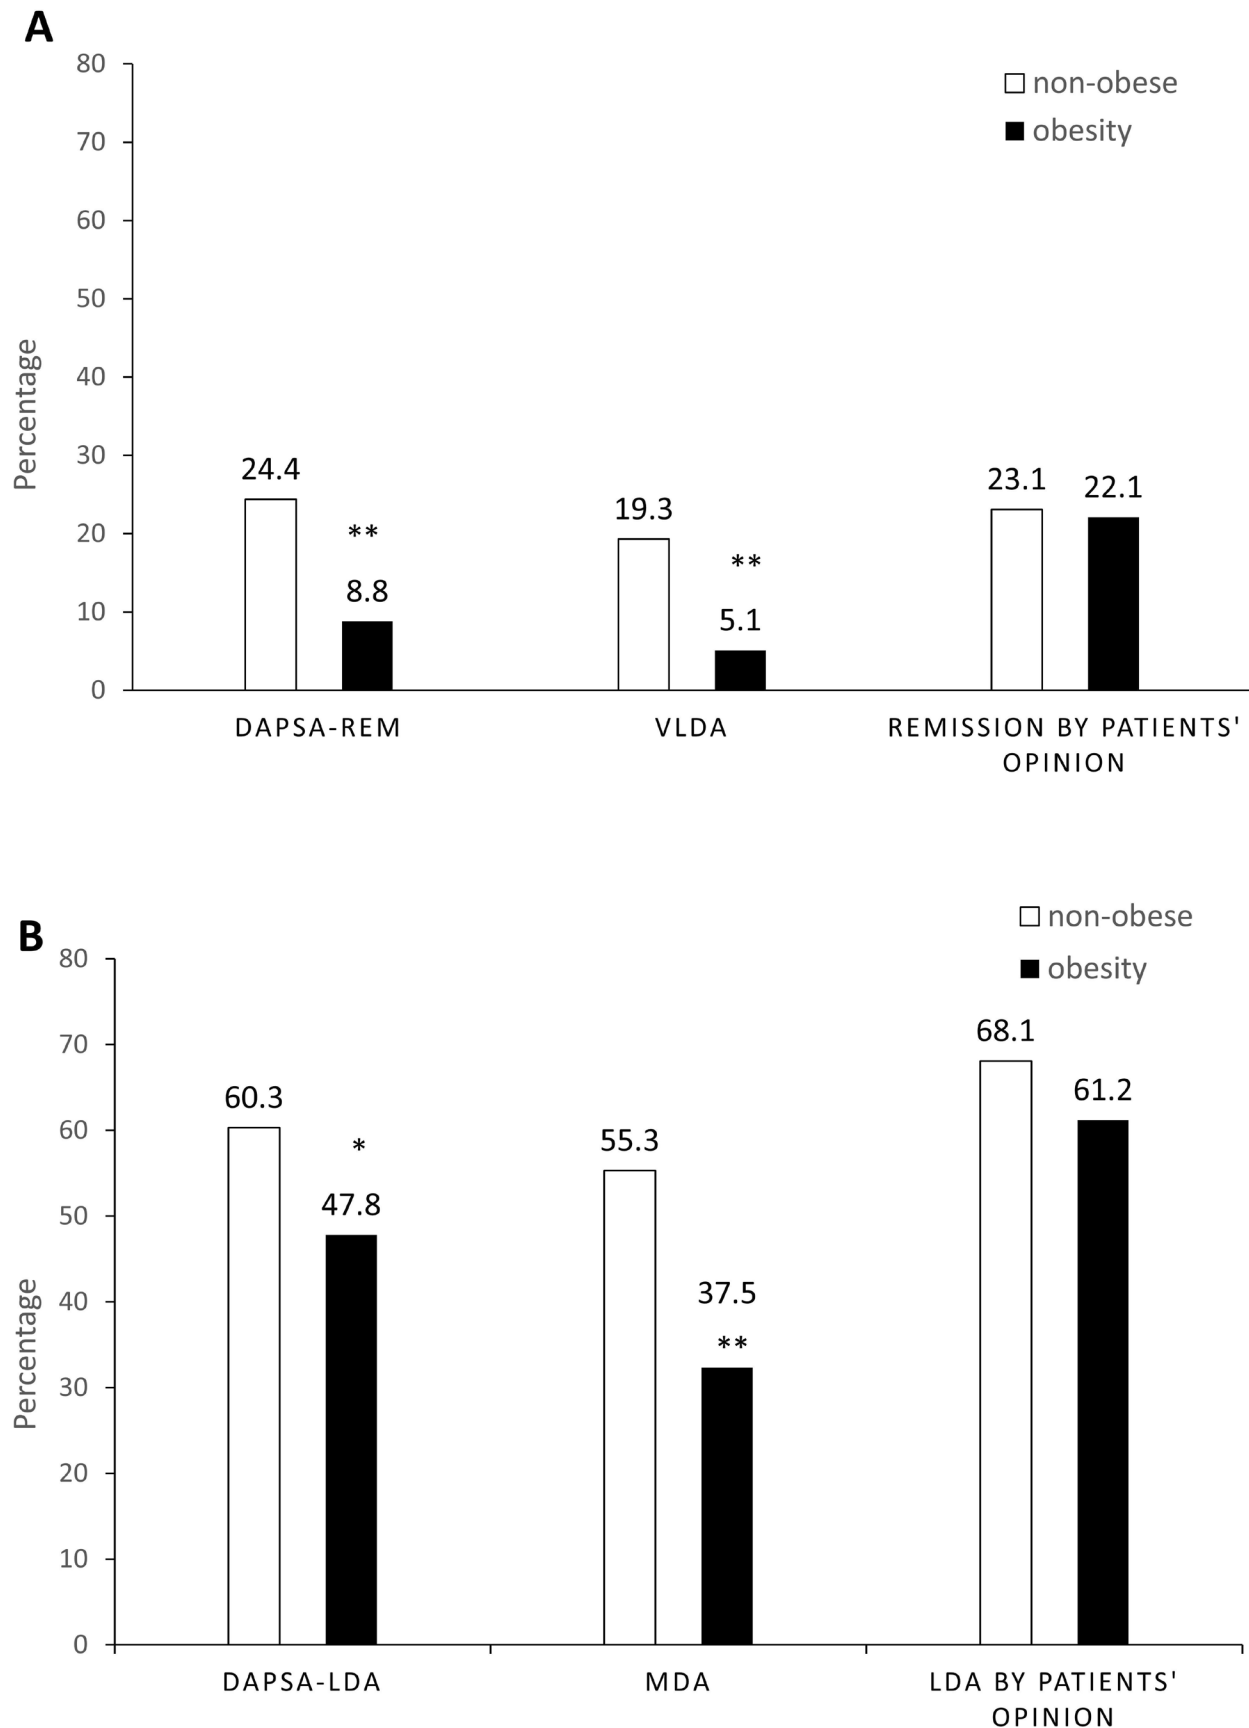 A
80
70
60
50
40
30
20
10
0
Percentage
non-obese
obesity
24.4
**
8.8
19.3
**
5.1
23.1
22.1
DAPSA-REM
VLDA
REMISSION BY PATIENTS'
OPINION
B
80
70
60
50
40
30
20
10
0
Percentage
non-obese
obesity
60.3
*
47.8
55.3
37.5
**
68.1
61.2
DAPSA-LDA
MDA
LDA BY PATIENTS'
OPINION